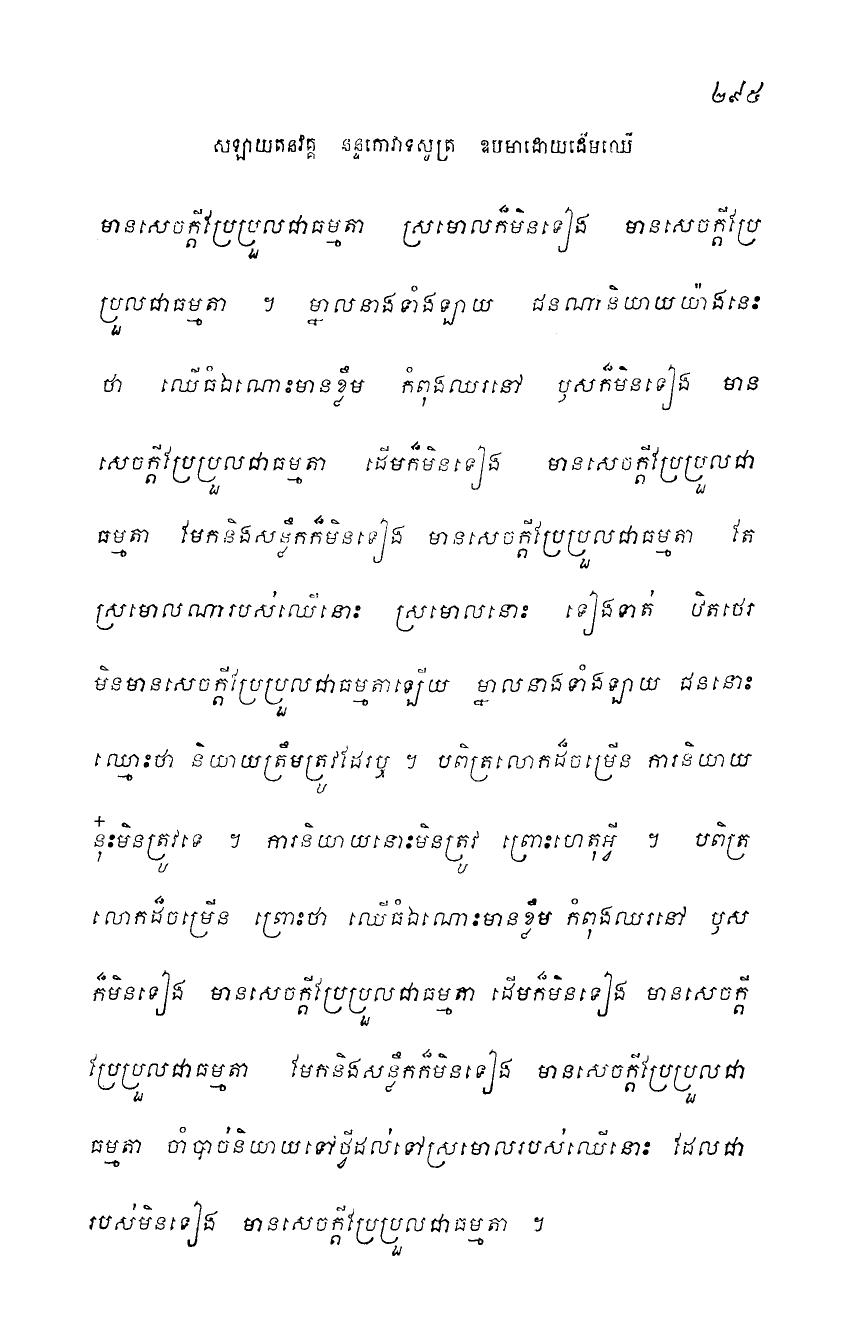 ២៩៥
សឡាយតនវគ្គ នន្ទកោវាទសូត្រ ឧបមាដោយដើមឈើ
មានសេចក្តីប្រែប្រួលជាធម្មតា ស្រមោលក៏មិនទៀង មានសេចក្តីប្រែ
ប្រួលជាធម្មតា ។ ម្នាលនាងទាំងឡាយ ជនណានិយាយយ៉ាងនេះ
ថា ឈើធំឯណោះមានខ្លឹម កំពុងឈរនៅ ឫសក៏មិនទៀង មាន
សេចក្តីប្រែប្រួលជាធម្មតា ដើមក៏មិនទៀង មានសេចក្តីប្រែប្រួលជា
ធម្មតា មែកនិងសន្លឹកក៏មិនទៀង មានសេចក្តីប្រែប្រួលជាធម្មតា តែ
ស្រមោលណារបស់ឈើនោះ ស្រមោលនោះ ទៀងទាត់ ឋិតថេរ
មិនមានសេចក្តីប្រែប្រួលជាធម្មតាឡើយ ម្នាលនាងទាំងឡាយ ជននោះ
ឈ្មោះថា និយាយត្រឹមត្រូវដែរឬ ។ បពិត្រលោកដ៏ចម្រើន ការនិយាយ
នុ៎ះមិនត្រូវទេ ។ ការនិយាយនោះមិនត្រូវ ព្រោះហេតុអ្វី ។ បពិត្រ
លោកដ៏ចម្រើន ព្រោះថា ឈើធំឯណោះមានខ្លឹម កំពុងឈរនៅ ឫស
ក៏មិនទៀង មានសេចក្តីប្រែប្រួលជាធម្មតា ដើមក៏មិនទៀង មានសេចក្តី
ប្រែប្រួលជាធម្មតា មែកនិងសន្លឹកក៏មិនទៀង មានសេចក្តីប្រែប្រួលជា
ធម្មតា ចាំបាច់និយាយទៅថ្វីដល់ទៅស្រមោលរបស់ឈើនោះ ដែលជា
របស់មិនទៀង មានសេចក្តីប្រែប្រួលជាធម្មតា ។